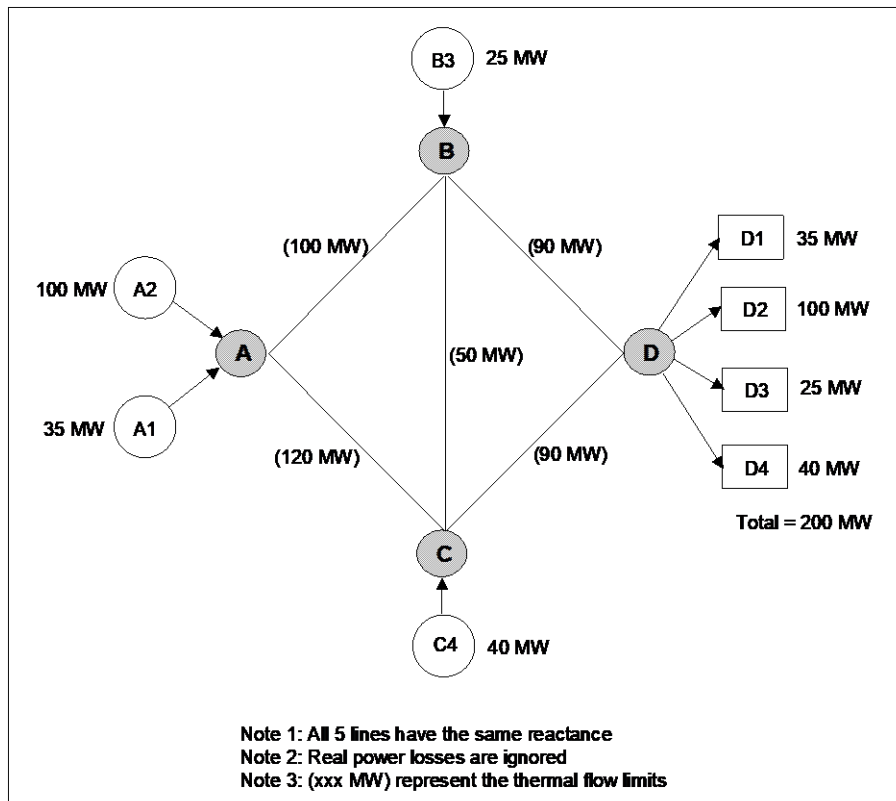 B3 25 MW
B
(100 MW) (90 MW)
D1 35 MW
100 MW A2
D2 100 MW
A (50 MW) D
D3 25 MW
35 MW A1
(120 MW) (90 MW)
D4 40 MW
Total = 200 MW
C
C4 40 MW
Note 1: All 5 lines have the same reactance
Note 2: Real power losses are ignored
Note 3: (xxx MW) represent the thermal flow limits